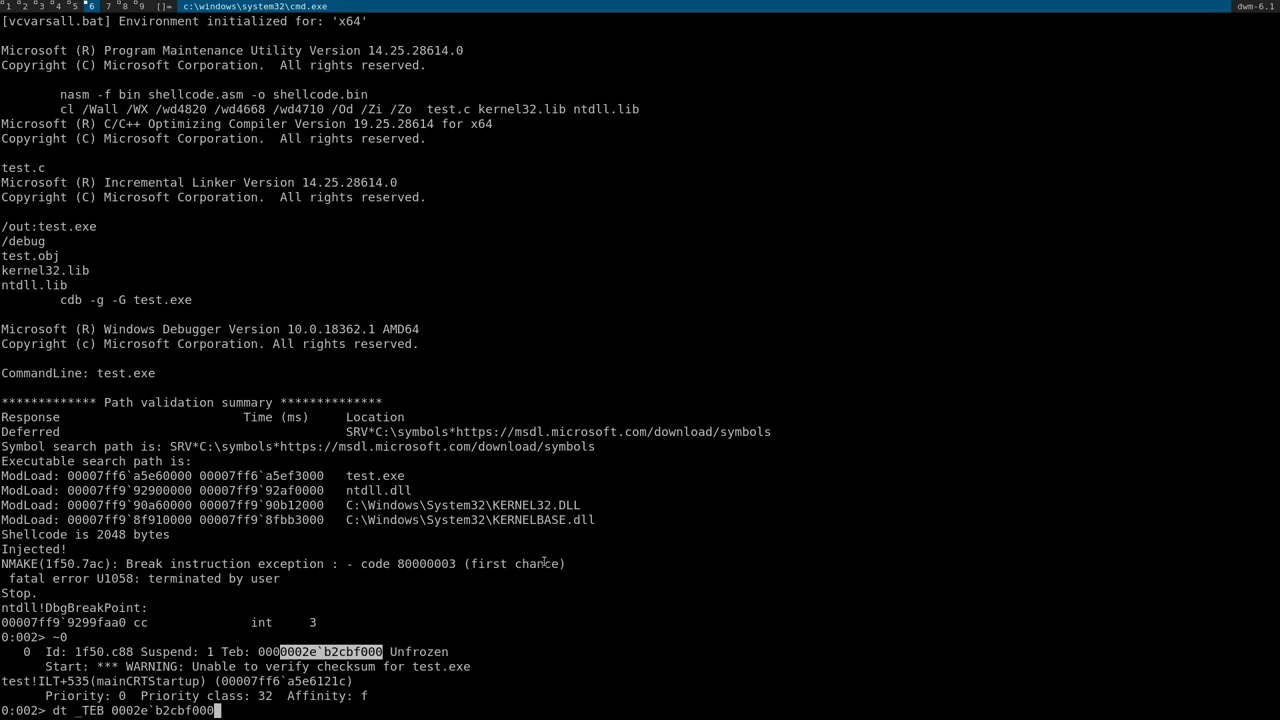 1 2 3 4 5 6 7 8 9 []= c:\windows\system32\cmd.exe dwm-6.1
[vcvarsall.bat] Environment initialized for: 'x64'
Microsoft (R) Program Maintenance Utility Version 14.25.28614.0
Copyright (C) Microsoft Corporation.  All rights reserved.
nasm -f bin shellcode.asm -o shellcode.bin
cl /Wall /WX /wd4820 /wd4668 /wd4710 /Od /Zi /Zo  test.c kernel32.lib ntdll.lib
Microsoft (R) C/C++ Optimizing Compiler Version 19.25.28614 for x64
Copyright (C) Microsoft Corporation.  All rights reserved.
test.c
Microsoft (R) Incremental Linker Version 14.25.28614.0
Copyright (C) Microsoft Corporation.  All rights reserved.
/out:test.exe
/debug
test.obj
kernel32.lib
ntdll.lib
cdb -g -G test.exe
Microsoft (R) Windows Debugger Version 10.0.18362.1 AMD64
Copyright (c) Microsoft Corporation. All rights reserved.
CommandLine: test.exe
************* Path validation summary **************
Response                         Time (ms)     Location
Deferred                                       SRV*C:\symbols*https://msdl.microsoft.com/download/symbols
Symbol search path is: SRV*C:\symbols*https://msdl.microsoft.com/download/symbols
Executable search path is:
ModLoad: 00007ff6`a5e60000 00007ff6`a5ef3000   test.exe
ModLoad: 00007ff9`92900000 00007ff9`92af0000   ntdll.dll
ModLoad: 00007ff9`90a60000 00007ff9`90b12000   C:\Windows\System32\KERNEL32.DLL
ModLoad: 00007ff9`8f910000 00007ff9`8fbb3000   C:\Windows\System32\KERNELBASE.dll
Shellcode is 2048 bytes
Injected!
NMAKE(1f50.7ac): Break instruction exception : - code 80000003 (first chance)
fatal error U1058: terminated by user
Stop.
ntdll!DbgBreakPoint:
00007ff9`9299faa0 cc              int     3
0:002> ~0
0  Id: 1f50.c88 Suspend: 1 Teb: 0000002e`b2cbf000 Unfrozen
Start: *** WARNING: Unable to verify checksum for test.exe
test!ILT+535(mainCRTStartup) (00007ff6`a5e6121c)
Priority: 0  Priority class: 32  Affinity: f
0:002> dt _TEB 0002e`b2cbf000